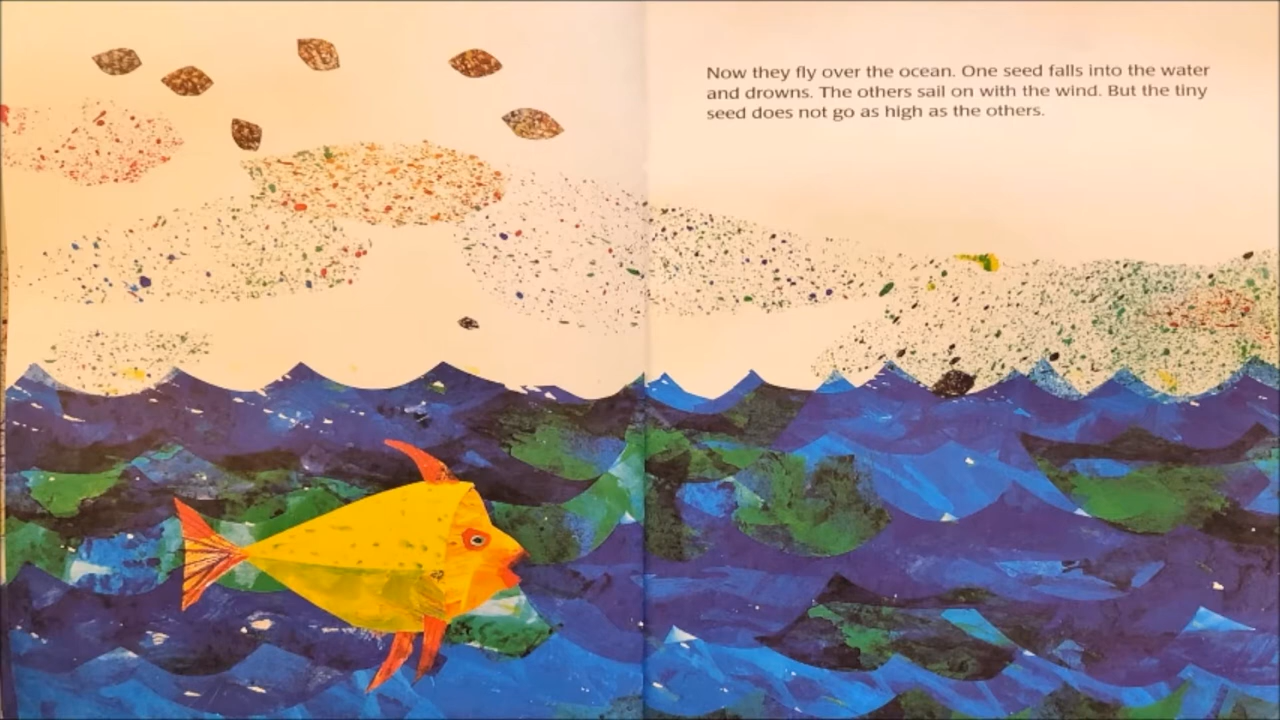 Now they fly over the ocean. One seed falls into the water
and drowns. The others sail on with the wind. But the tiny
seed does not go as high as the others.